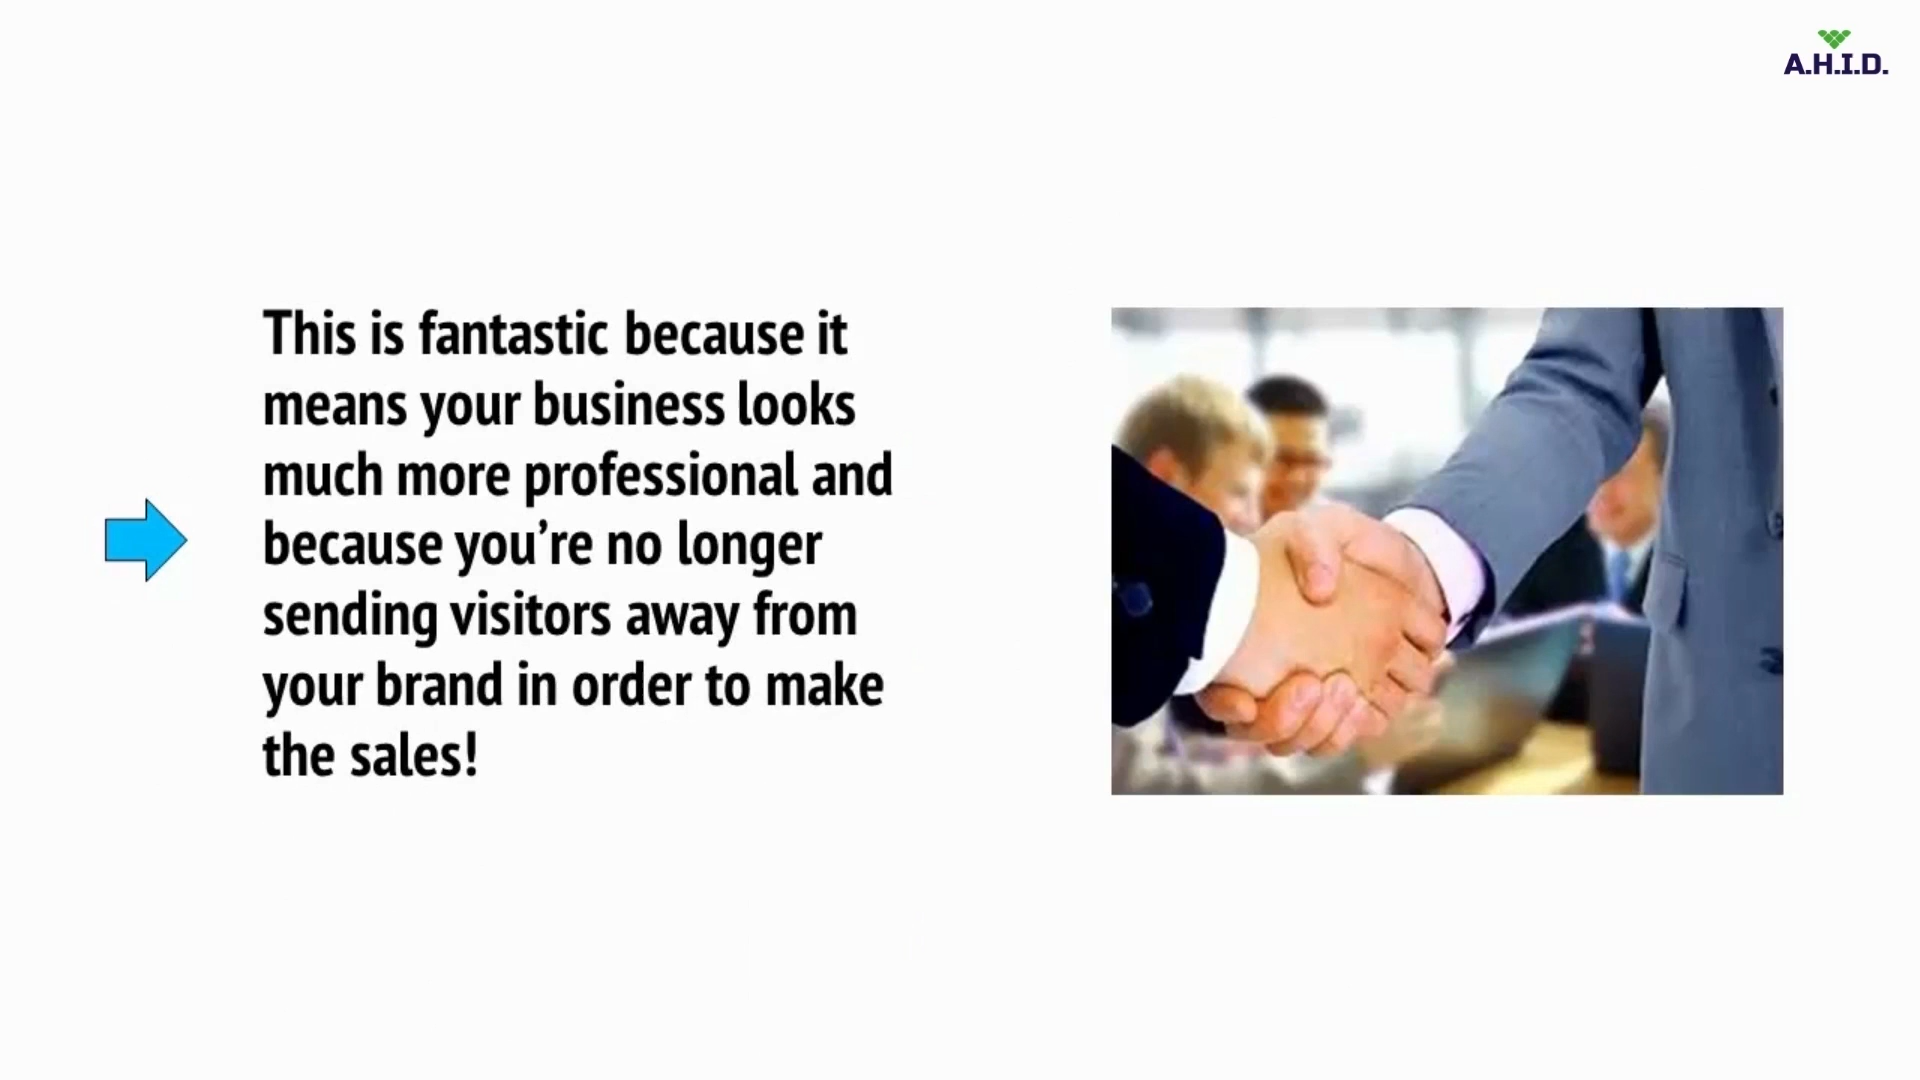 A.H.I.D.
This is fantastic because it
means your business looks
much more professional and
because you’re no longer
sending visitors away from
your brand in order to make
the sales!